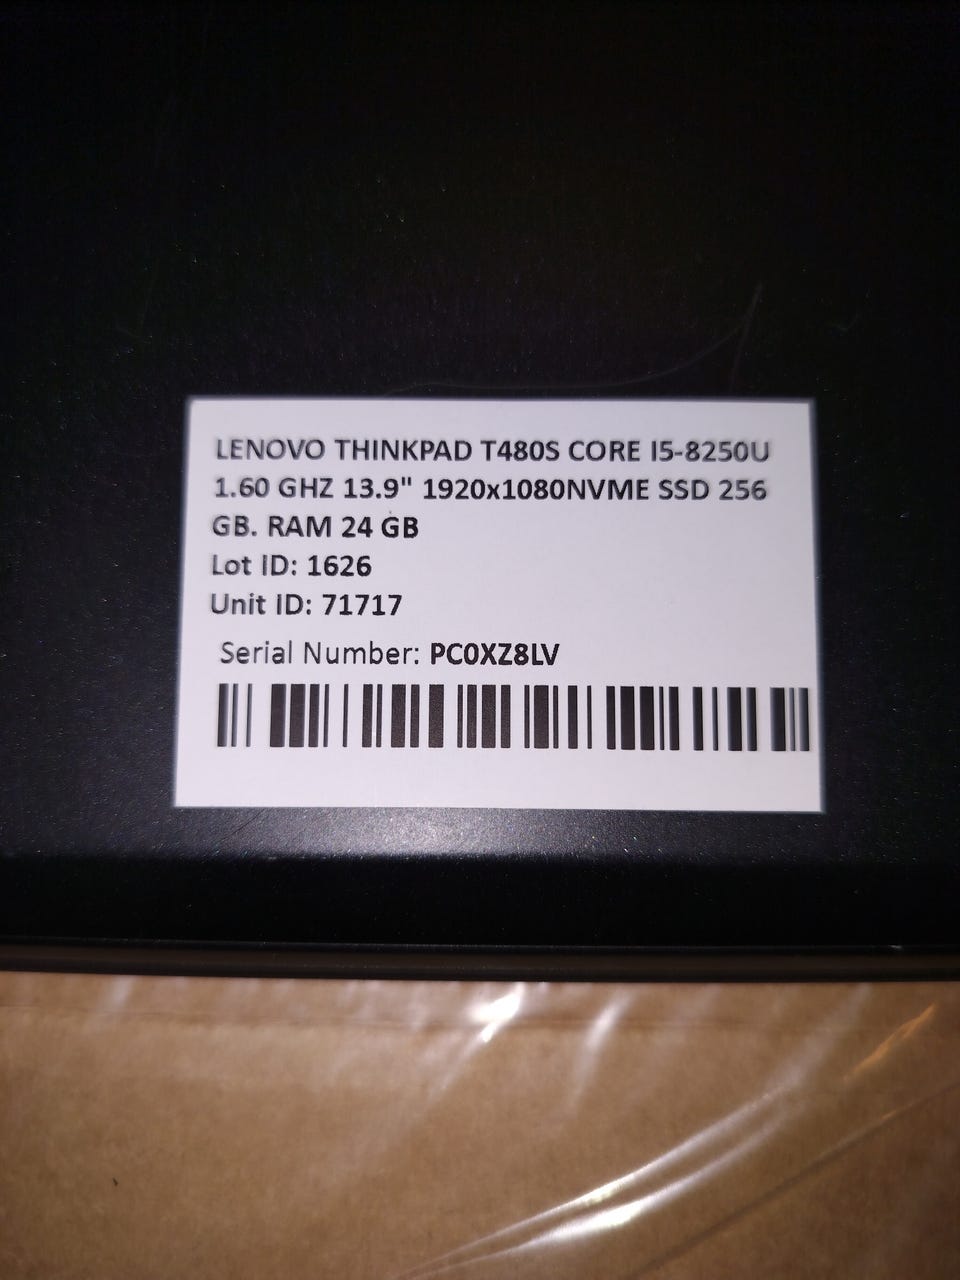 LENOVO THINKPAD T480S CORE I5-8250U
1.60 GHZ 13.9" 1920x1080NVME SSD 256
GB. RAM 24 GB
Lot ID: 1626
Unit ID: 71717
Serial Number: PC0XZ8LV